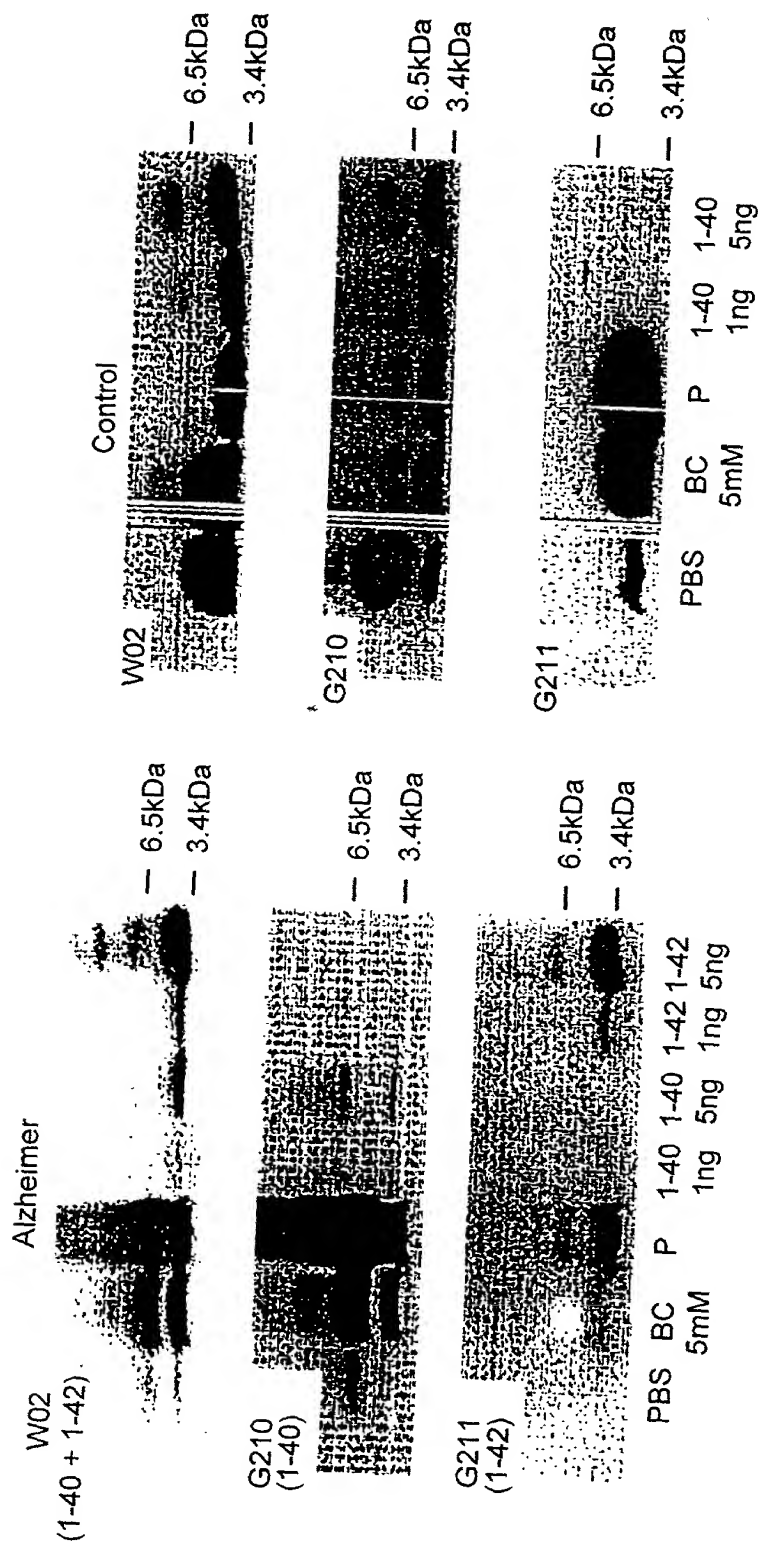 Alzheimer
W02
(1-40 + 1-42).
6.5kDa
3.4kDa
G210
(1-40)
6.5kDa
3.4kDa
G211
(1-42)
6.5kDa
3.4kDa
PBS BC P 1-40 1-40 1-42 1-42
5mM 1ng 5ng 1ng 5ng
Control
W02
6.5kDa
3.4kDa
G210
6.5kDa
3.4kDa
G211
6.5kDa
3.4kDa
PBS BC P 1-40 1-40
5mM 1ng 5ng